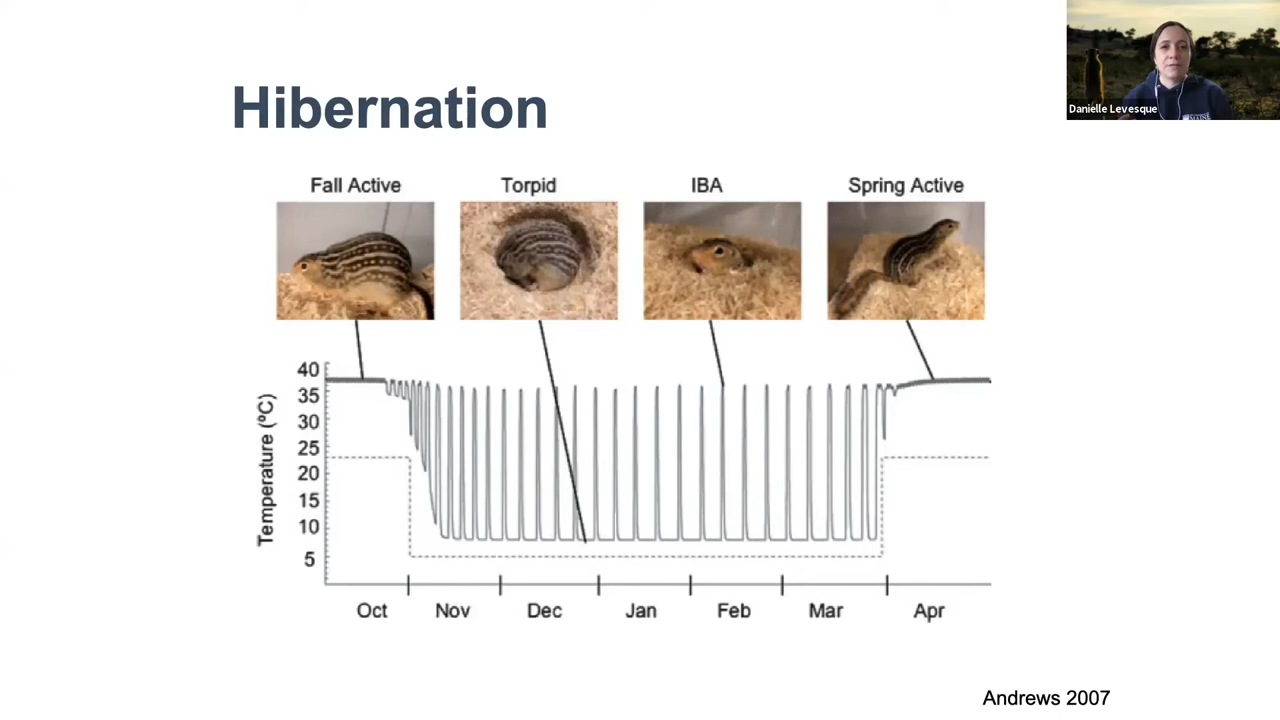 Danielle Levesque
Hibernation
Fall Active
Torpid
IBA
Spring Active
Temperature (ºC)
40
35
30
25
20
15
10
5
Oct
Nov
Dec
Jan
Feb
Mar
Apr
Andrews 2007